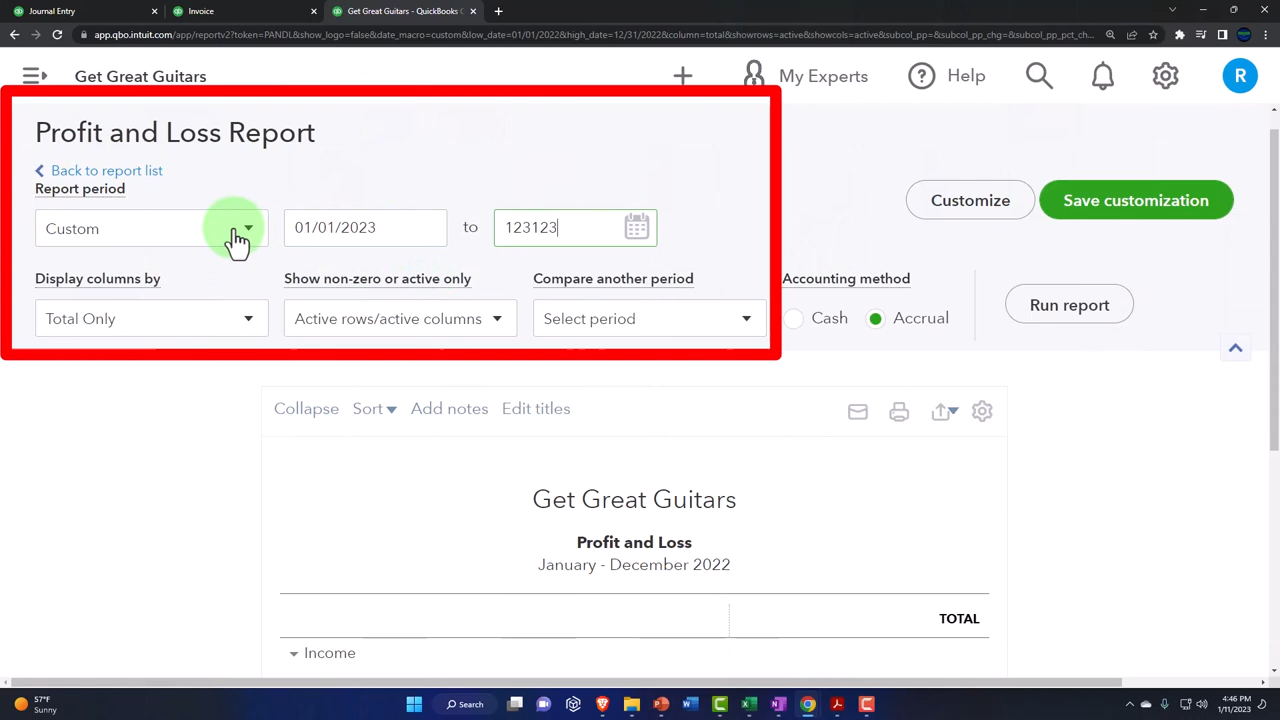 Journal Entry
Invoice
Get Great Guitars - QuickBooks
app.qbo.intuit.com/app/reportv2?token=PANDL&show_logo=false&date_macro=custom&low_date=01/01/2022&high_date=12/31/2022&column=total&showrows=active&showcols=active&subcol_pp=&subcol_pp_chg=&subcol_pp_pct_chg=...
Get Great Guitars
My Experts
Help
R
Profit and Loss Report
Back to report list
Report period
Custom
01/01/2023
to
123123
Customize
Save customization
Display columns by
Show non-zero or active only
Compare another period
Accounting method
Total Only
Active rows/active columns
Select period
Cash
Accrual
Run report
Collapse
Sort
Add notes
Edit titles
Get Great Guitars
Profit and Loss
January - December 2022
TOTAL
Income
57°F
Sunny
Search
4:46 PM
1/11/2023